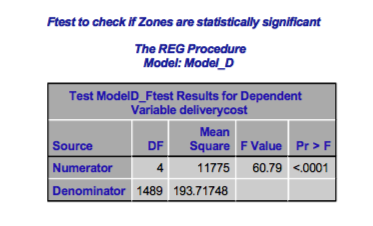 Ftest to check if Zones are statistically significant
The REG Procedure
Model: Model_D
Test ModelD_Ftest Results for Dependent
Variable deliverycost
Source DF Mean Square F Value Pr > F
Numerator 4 11775 60.79 <.0001
Denominator 1489 193.71748